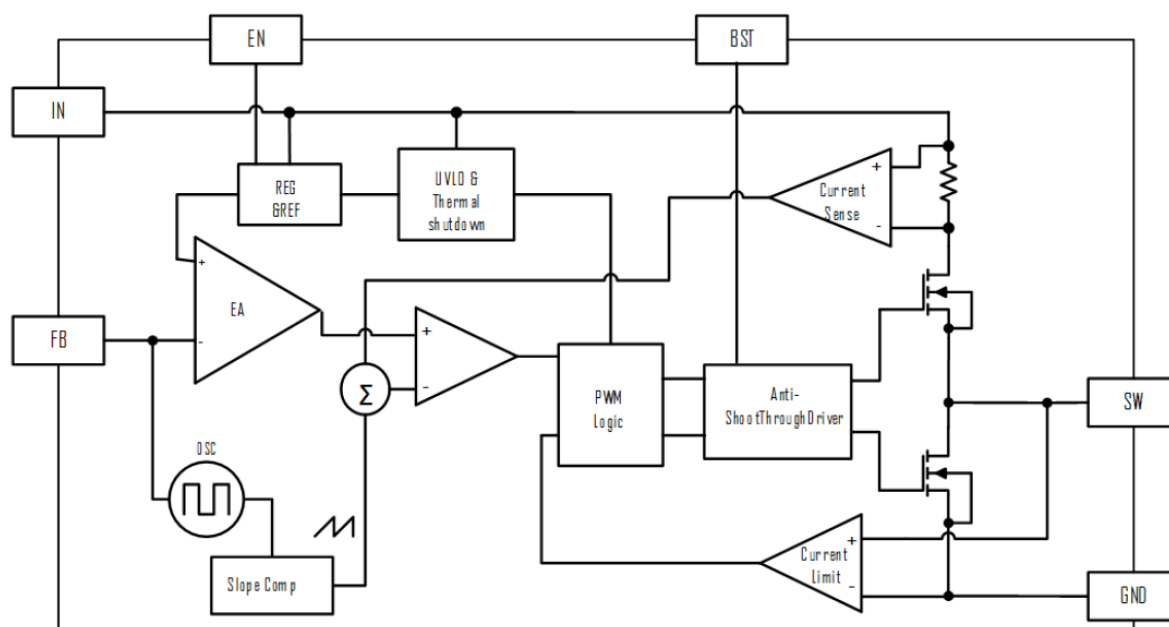 EN
BST
IN
REG
&REF
UVLO &
Thermal
shutdown
+
Current
Sense
-
+
EA
-
FB
+
-
Σ
PWM
Logic
Anti-
ShootThroughDriver
SW
OSC
Slope Comp
+
Current
Limit
-
GND